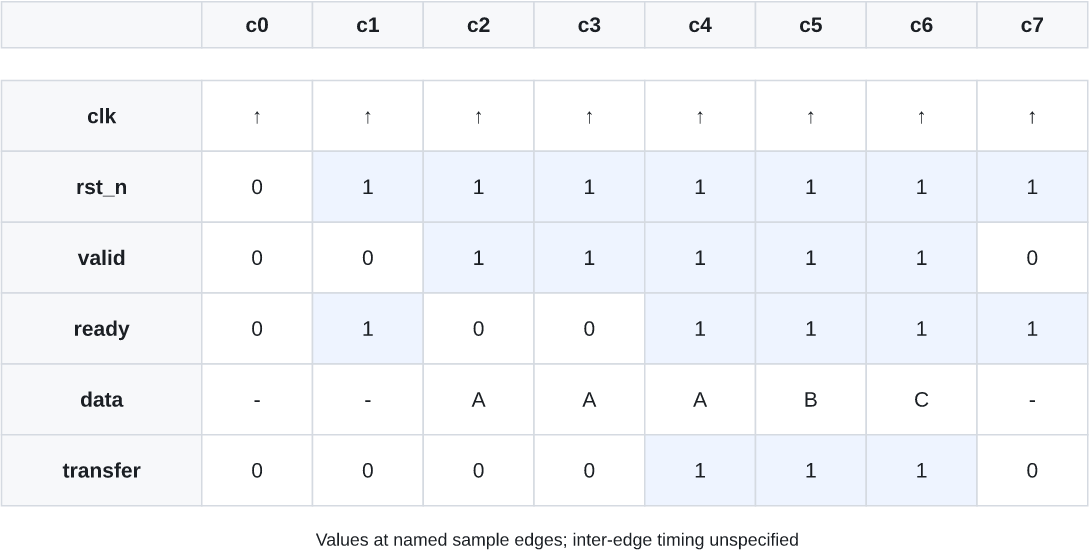 c0 c1 c2 c3 c4 c5 c6 c7
clk ↑ ↑ ↑ ↑ ↑ ↑ ↑ ↑
rst_n 0 1 1 1 1 1 1 1
valid 0 0 1 1 1 1 1 0
ready 0 1 0 0 1 1 1 1
data - - A A A B C -
transfer 0 0 0 0 1 1 1 0
Values at named sample edges; inter-edge timing unspecified